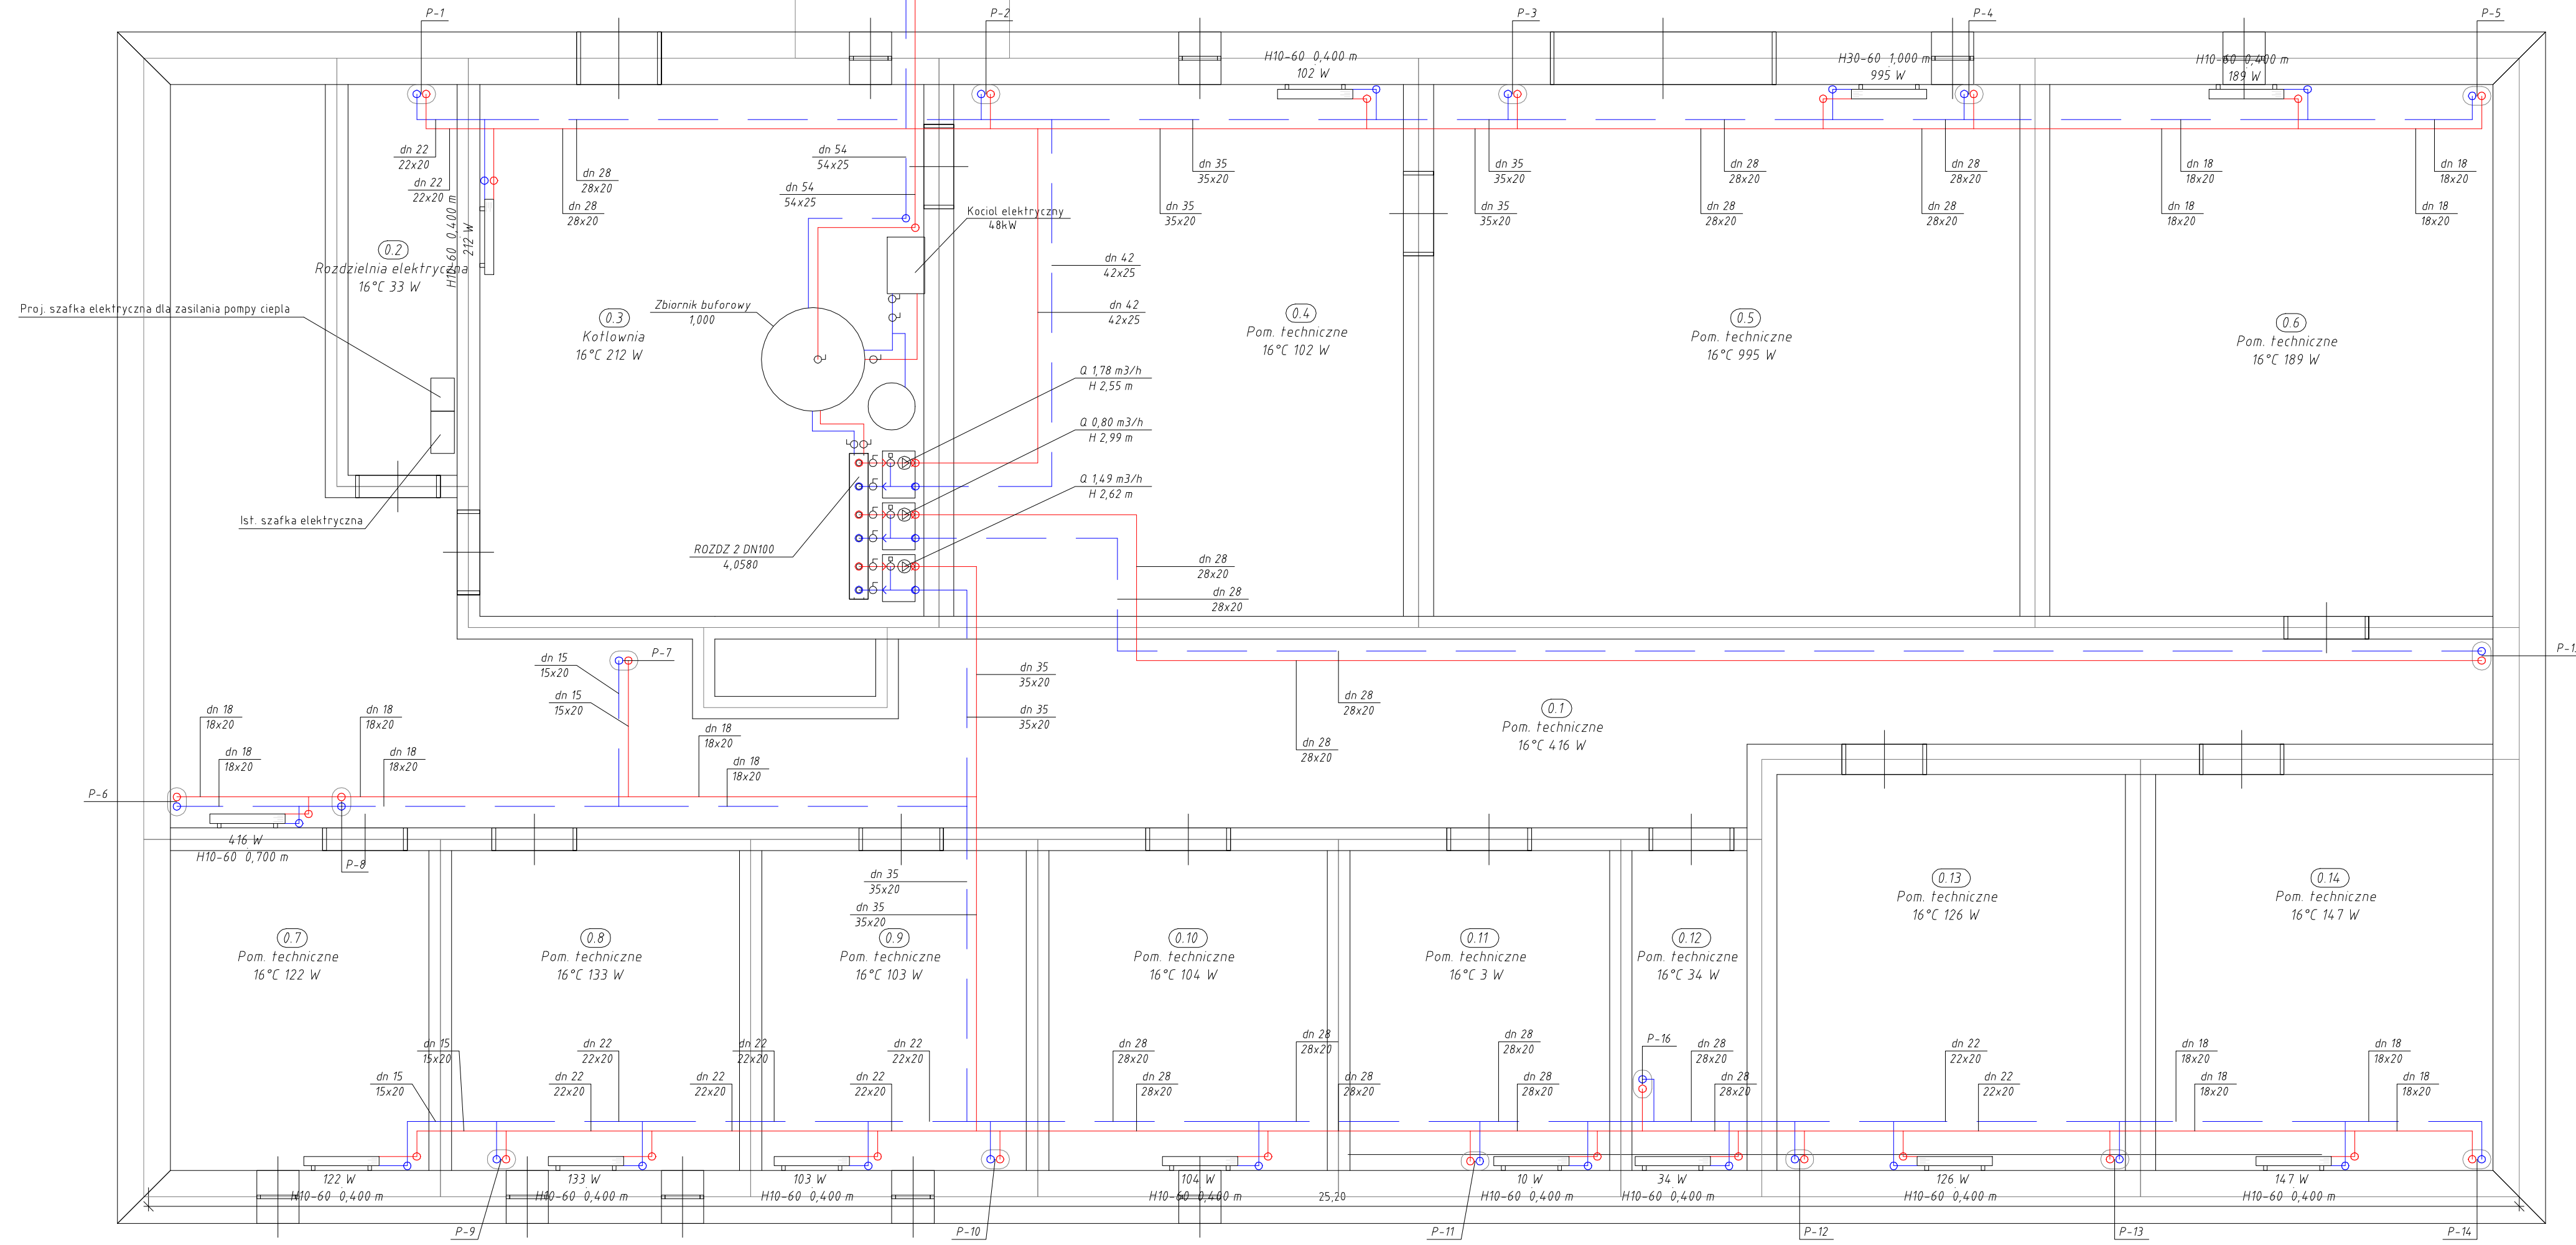 P-1
P-2
P-3
P-4
P-5
H10-60 0,400 m
102 W
H30-60 1,000 m
995 W
H10-60 0,400 m
189 W
dn 22
22x20
dn 22
22x20
dn 28
28x20
dn 28
28x20
dn 54
54x25
dn 54
54x25
dn 35
35x20
dn 35
35x20
dn 35
35x20
dn 35
35x20
dn 28
28x20
dn 28
28x20
dn 28
28x20
dn 28
28x20
dn 18
18x20
dn 18
18x20
dn 18
18x20
dn 18
18x20
H10-60 0,400 m
212 W
Kociol elektryczny
48kW
0.2
Rozdzielnia elektryczna
16°C 33 W
dn 42
42x25
dn 42
42x25
Proj. szafka elektryczna dla zasilania pompy ciepla
Zbiornik buforowy
1,000
0.3
Kotłownia
16°C 212 W
0.4
Pom. techniczne
16°C 102 W
0.5
Pom. techniczne
16°C 995 W
0.6
Pom. techniczne
16°C 189 W
Q 1,78 m3/h
H 2,55 m
Q 0,80 m3/h
H 2,99 m
Q 1,49 m3/h
H 2,62 m
Ist. szafka elektryczna
ROZDZ 2 DN100
4,0580
dn 28
28x20
dn 28
28x20
P-7
dn 15
15x20
dn 15
15x20
dn 35
35x20
dn 35
35x20
dn 28
28x20
dn 28
28x20
0.1
Pom. techniczne
16°C 416 W
dn 18
18x20
dn 18
18x20
dn 18
18x20
dn 18
18x20
dn 18
18x20
dn 18
18x20
P-6
416 W
H10-60 0,700 m
P-8
dn 35
35x20
dn 35
35x20
0.7
Pom. techniczne
16°C 122 W
0.8
Pom. techniczne
16°C 133 W
0.9
Pom. techniczne
16°C 103 W
0.10
Pom. techniczne
16°C 104 W
0.11
Pom. techniczne
16°C 3 W
0.12
Pom. techniczne
16°C 34 W
0.13
Pom. techniczne
16°C 126 W
0.14
Pom. techniczne
16°C 147 W
dn 15
15x20
dn 15
15x20
dn 22
22x20
dn 22
22x20
dn 22
22x20
dn 22
22x20
dn 22
22x20
dn 22
22x20
dn 28
28x20
dn 28
28x20
dn 28
28x20
dn 28
28x20
dn 28
28x20
dn 28
28x20
P-16
dn 28
28x20
dn 28
28x20
dn 22
22x20
dn 22
22x20
dn 18
18x20
dn 18
18x20
dn 18
18x20
dn 18
18x20
122 W
H10-60 0,400 m
133 W
H10-60 0,400 m
103 W
H10-60 0,400 m
104 W
H10-60 0,400 m
25,20
10 W
H10-60 0,400 m
34 W
H10-60 0,400 m
126 W
H10-60 0,400 m
147 W
H10-60 0,400 m
P-9
P-10
P-11
P-12
P-13
P-14